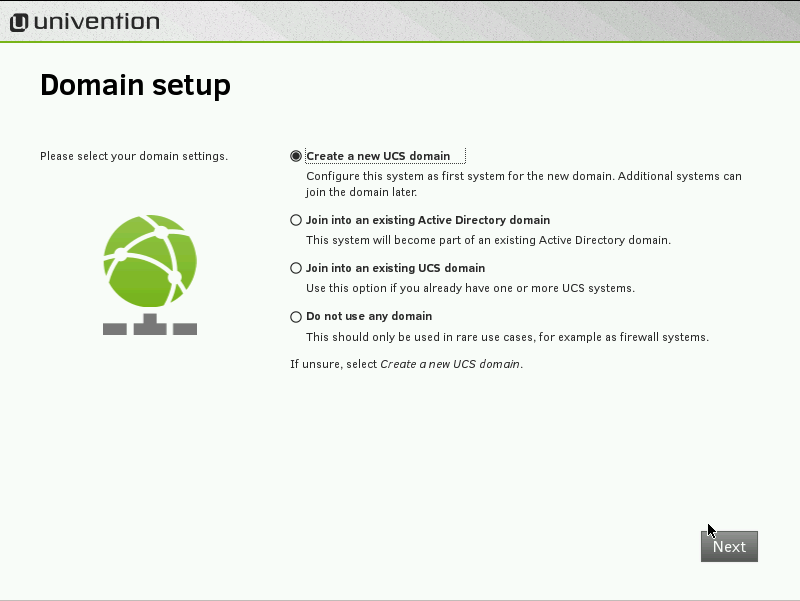 univention
Domain setup
Please select your domain settings.
Create a new UCS domain
Configure this system as first system for the new domain. Additional systems can
join the domain later.
Join into an existing Active Directory domain
This system will become part of an existing Active Directory domain.
Join into an existing UCS domain
Use this option if you already have one or more UCS systems.
Do not use any domain
This should only be used in rare use cases, for example as firewall systems.
If unsure, select Create a new UCS domain.
Next